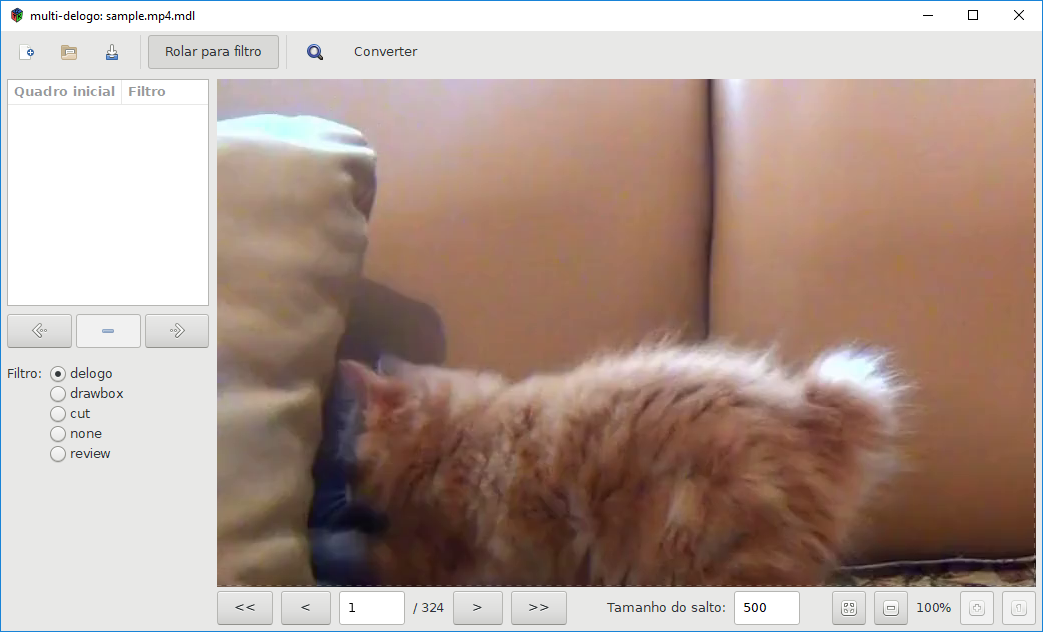 multi-delogo: sample.mp4.mdl
Rolar para filtro Converter
Quadro inicial Filtro
Filtro: delogo
drawbox
cut
none
review
<< < 1 / 324 > >> Tamanho do salto: 500 100%